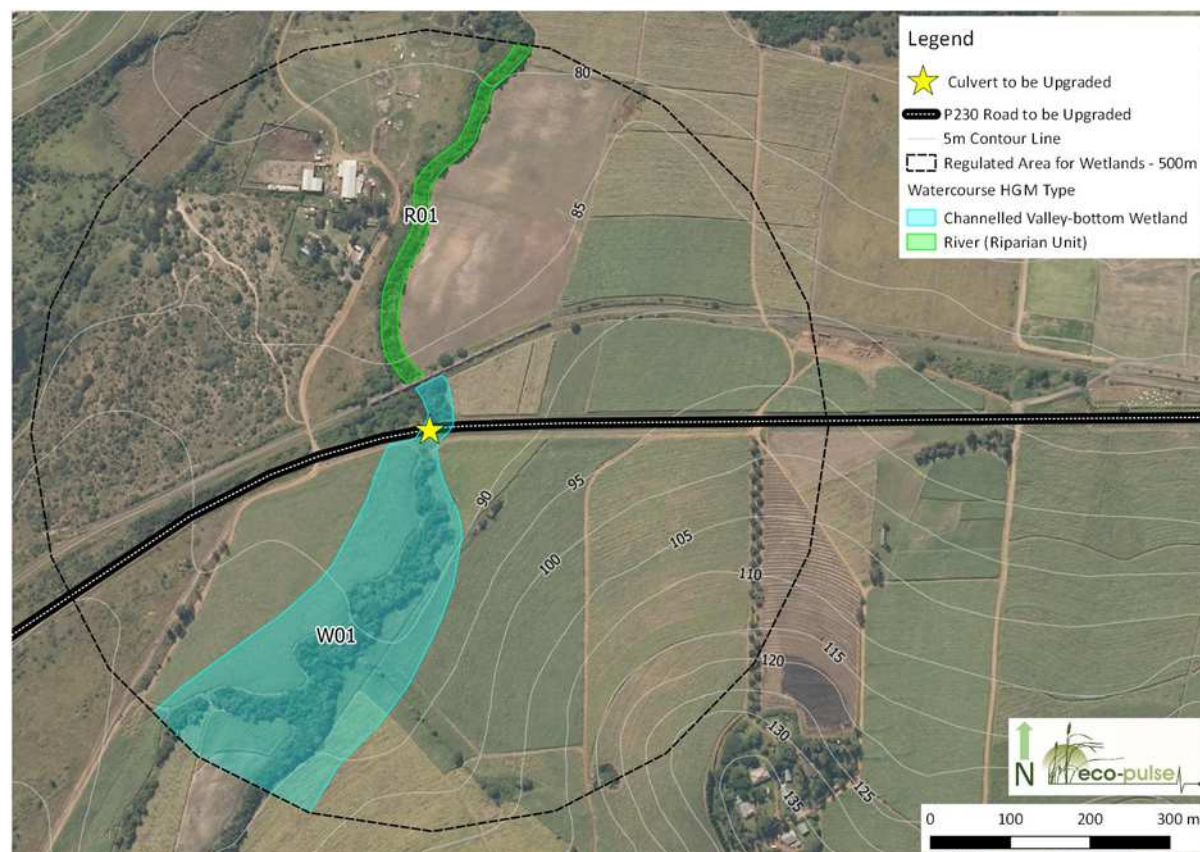 Legend
Culvert to be Upgraded
P230 Road to be Upgraded
5m Contour Line
Regulated Area for Wetlands - 500m
Watercourse HGM Type
Channelled Valley-bottom Wetland
River (Riparian Unit)
80
R01
85
90
95
100
105
110
W01
115
120
130
125
135
N
eco-pulse
0 100 200 300 m